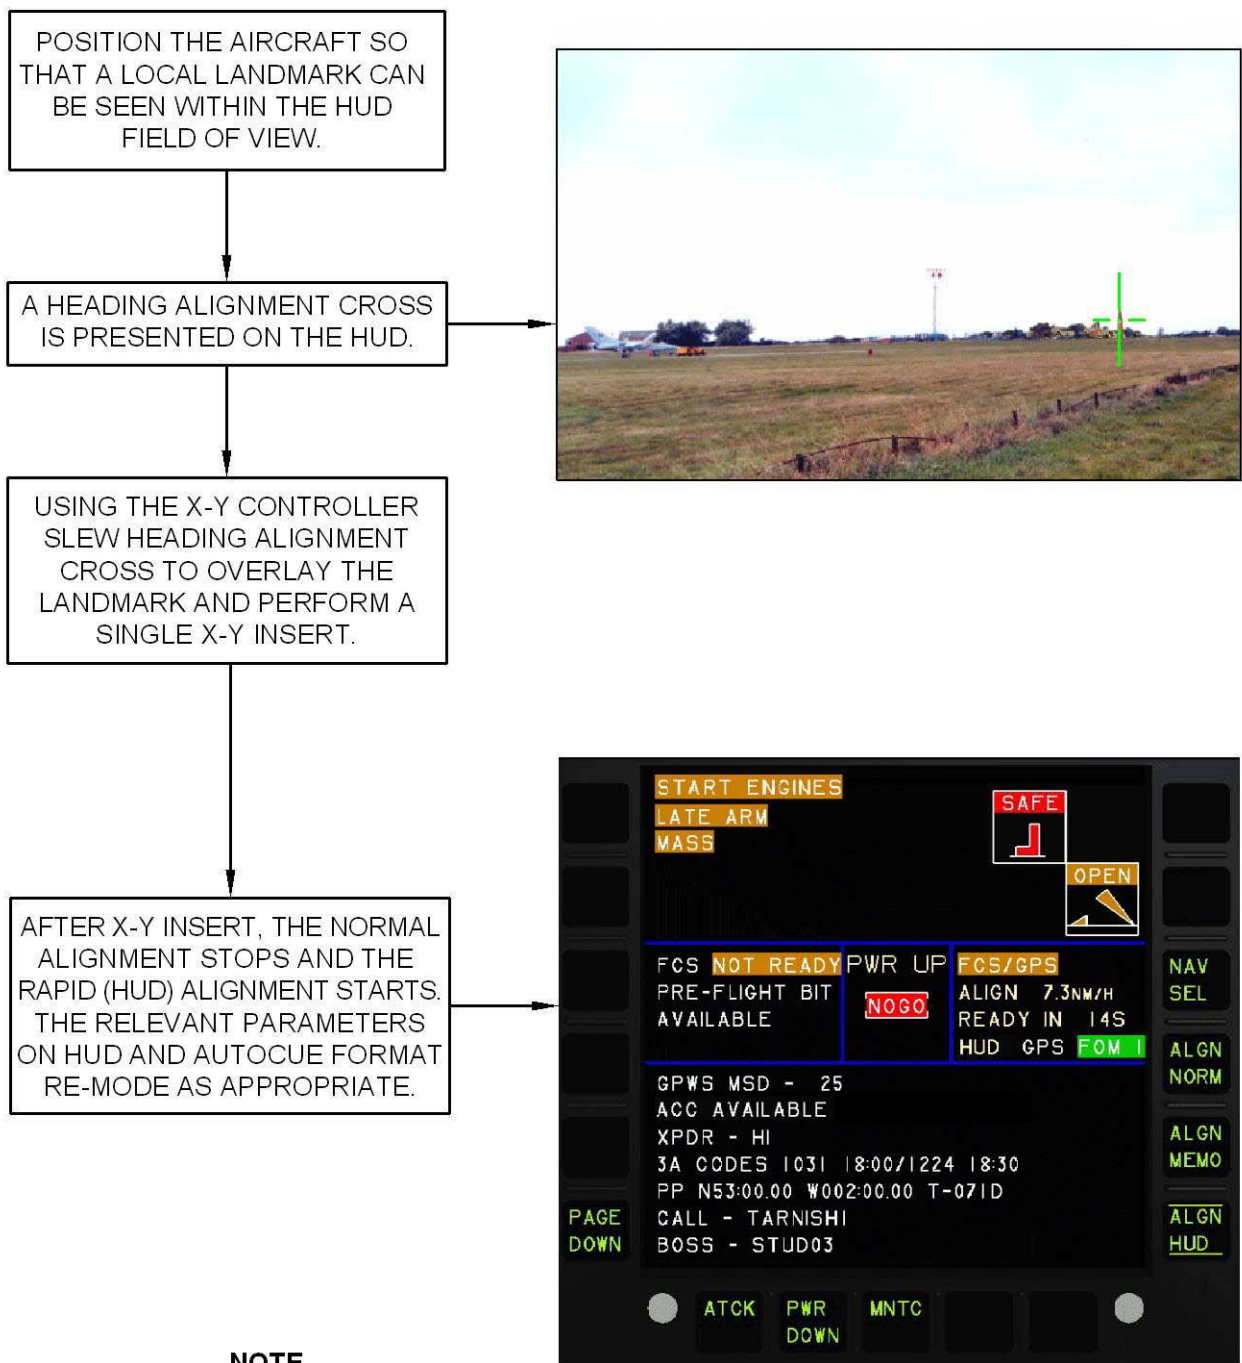 POSITION THE AIRCRAFT SO
THAT A LOCAL LANDMARK CAN
BE SEEN WITHIN THE HUD
FIELD OF VIEW.
A HEADING ALIGNMENT CROSS
IS PRESENTED ON THE HUD.
USING THE X-Y CONTROLLER
SLEW HEADING ALIGNMENT
CROSS TO OVERLAY THE
LANDMARK AND PERFORM A
SINGLE X-Y INSERT.
AFTER X-Y INSERT, THE NORMAL
ALIGNMENT STOPS AND THE
RAPID (HUD) ALIGNMENT STARTS.
THE RELEVANT PARAMETERS
ON HUD AND AUTOCUE FORMAT
RE-MODE AS APPROPRIATE.
START ENGINES
LATE ARM
MASS
SAFE
OPEN
FCS NOT READY
PRE-FLIGHT BIT
AVAILABLE
PWR UP
NOGO
FCS/GPS
ALIGN 7.3NM/H
READY IN 14S
HUD GPS FOM 1
GPWS MSD - 25
ACC AVAILABLE
XPDR - HI
3A CODES 1031 18:00/1224 18:30
PP N53:00.00 W002:00.00 T-071D
CALL - TARNISH1
BOSS - STUD03
NAV
SEL
ALGN
NORM
ALGN
MEMO
ALGN
HUD
PAGE
DOWN
ATCK
PWR
DOWN
MNTC
NOTE